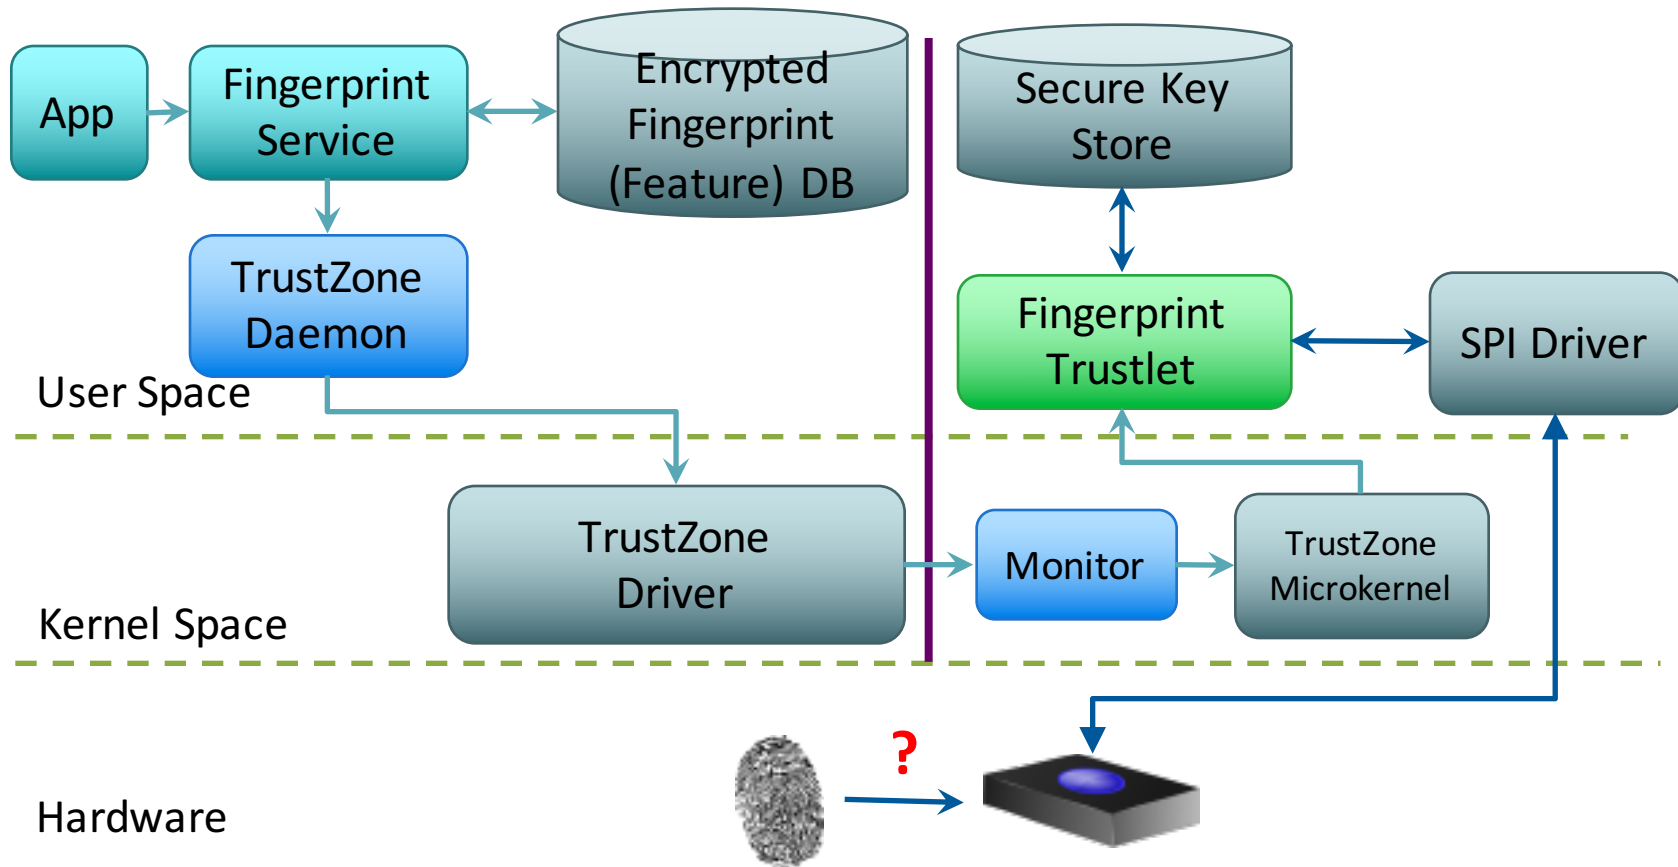 App
Fingerprint
Service
Encrypted
Fingerprint
(Feature) DB
Secure Key
Store
TrustZone
Daemon
Fingerprint
Trustlet
SPI Driver
User Space
TrustZone
Driver
Monitor
TrustZone
Microkernel
Kernel Space
?
Hardware